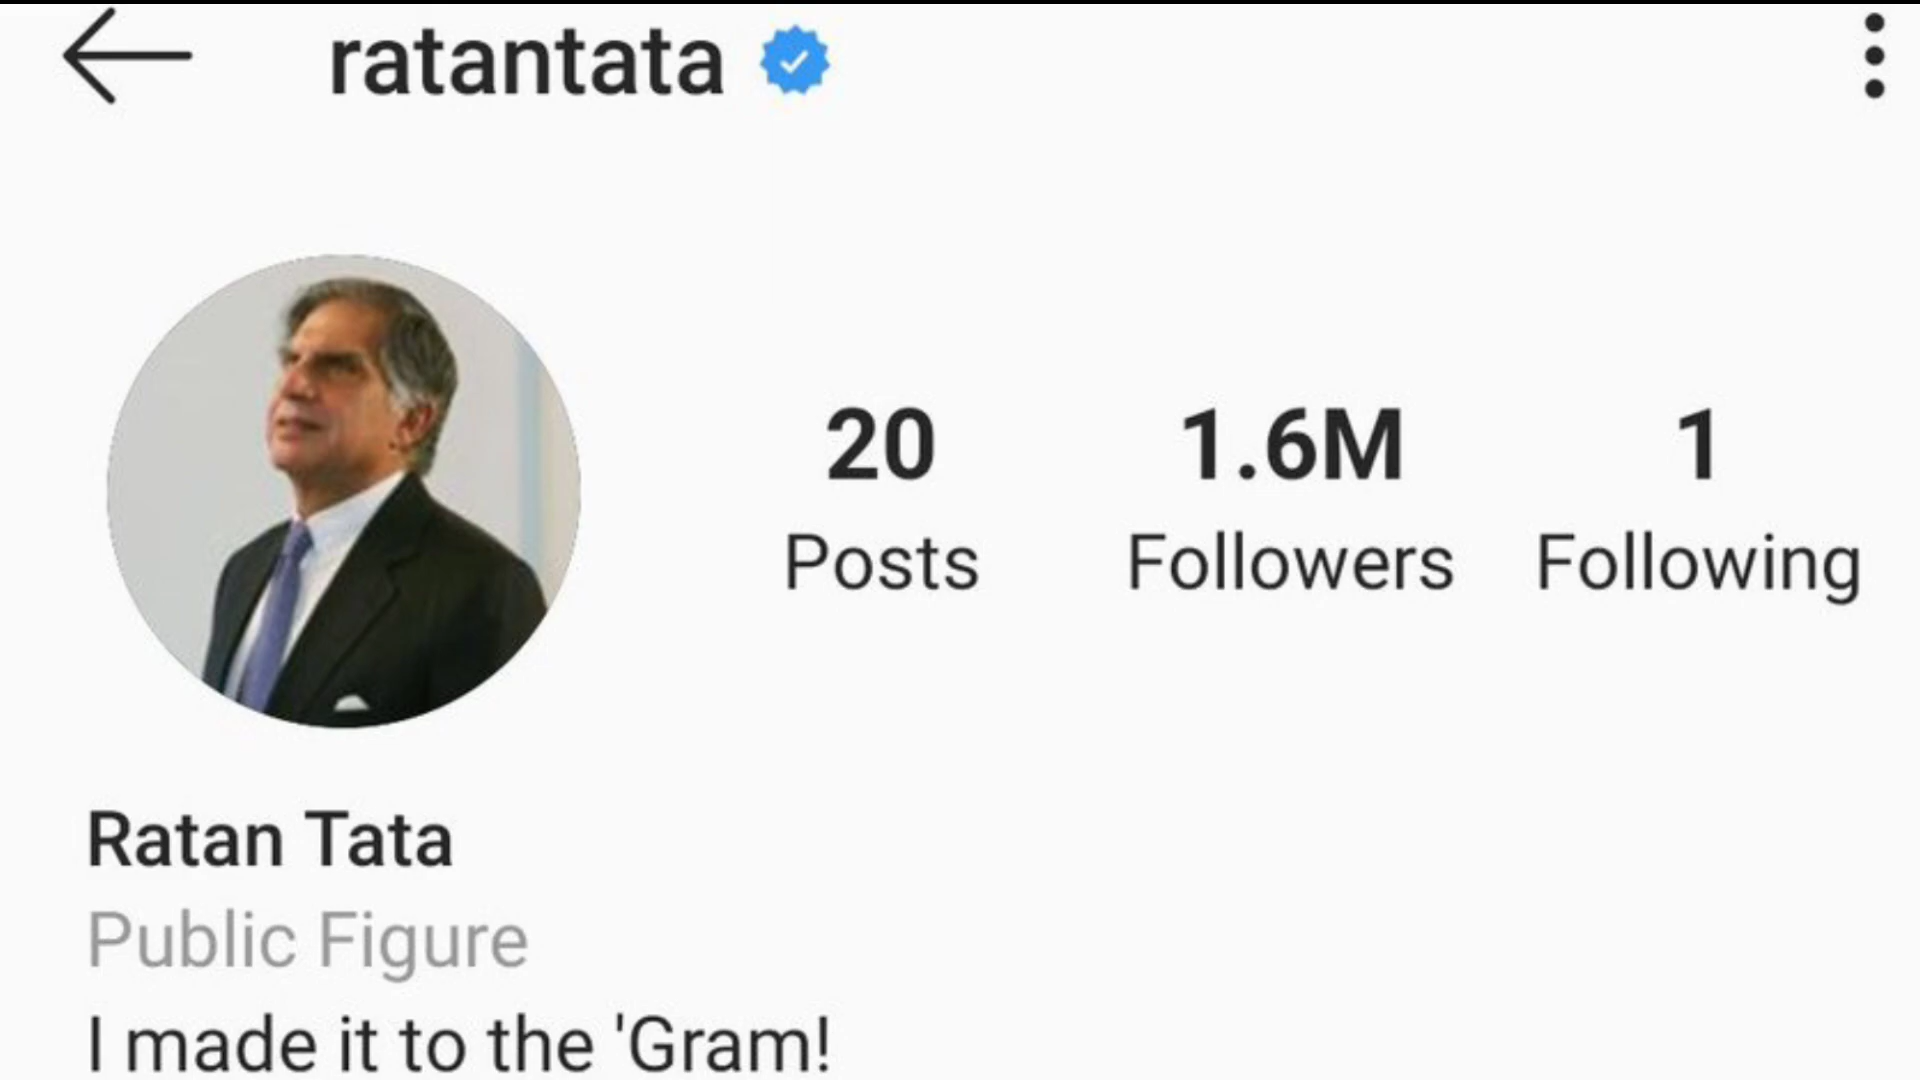 ratantata
20 1.6M 1
Posts Followers Following
Ratan Tata
Public Figure
I made it to the 'Gram!